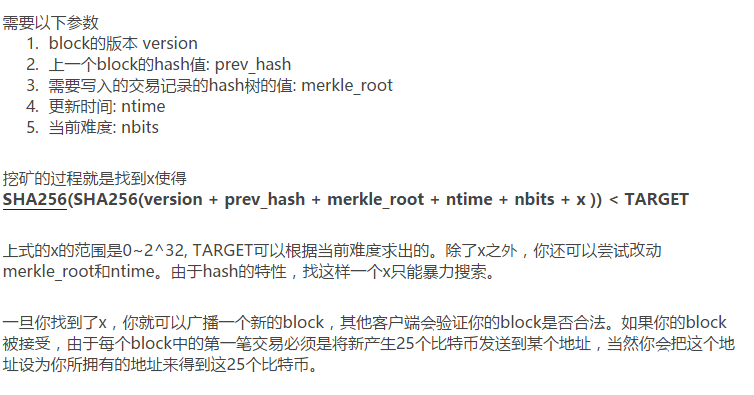 需要以下参数
1. block的版本 version
2. 上一个block的hash值: prev_hash
3. 需要写入的交易记录的hash树的值: merkle_root
4. 更新时间: ntime
5. 当前难度: nbits
挖矿的过程就是找到x使得
SHA256(SHA256(version + prev_hash + merkle_root + ntime + nbits + x )) < TARGET
上式的x的范围是0~2^32, TARGET可以根据当前难度求出的。除了x之外，你还可以尝试改动
merkle_root和ntime。由于hash的特性，找这样一个x只能暴力搜索。
一旦你找到了x，你就可以广播一个新的block，其他客户端会验证你的block是否合法。如果你的block
被接受，由于每个block中的第一笔交易必须是将新产生25个比特币发送到某个地址，当然你会把这个地
址设为你所拥有的地址来得到这25个比特币。